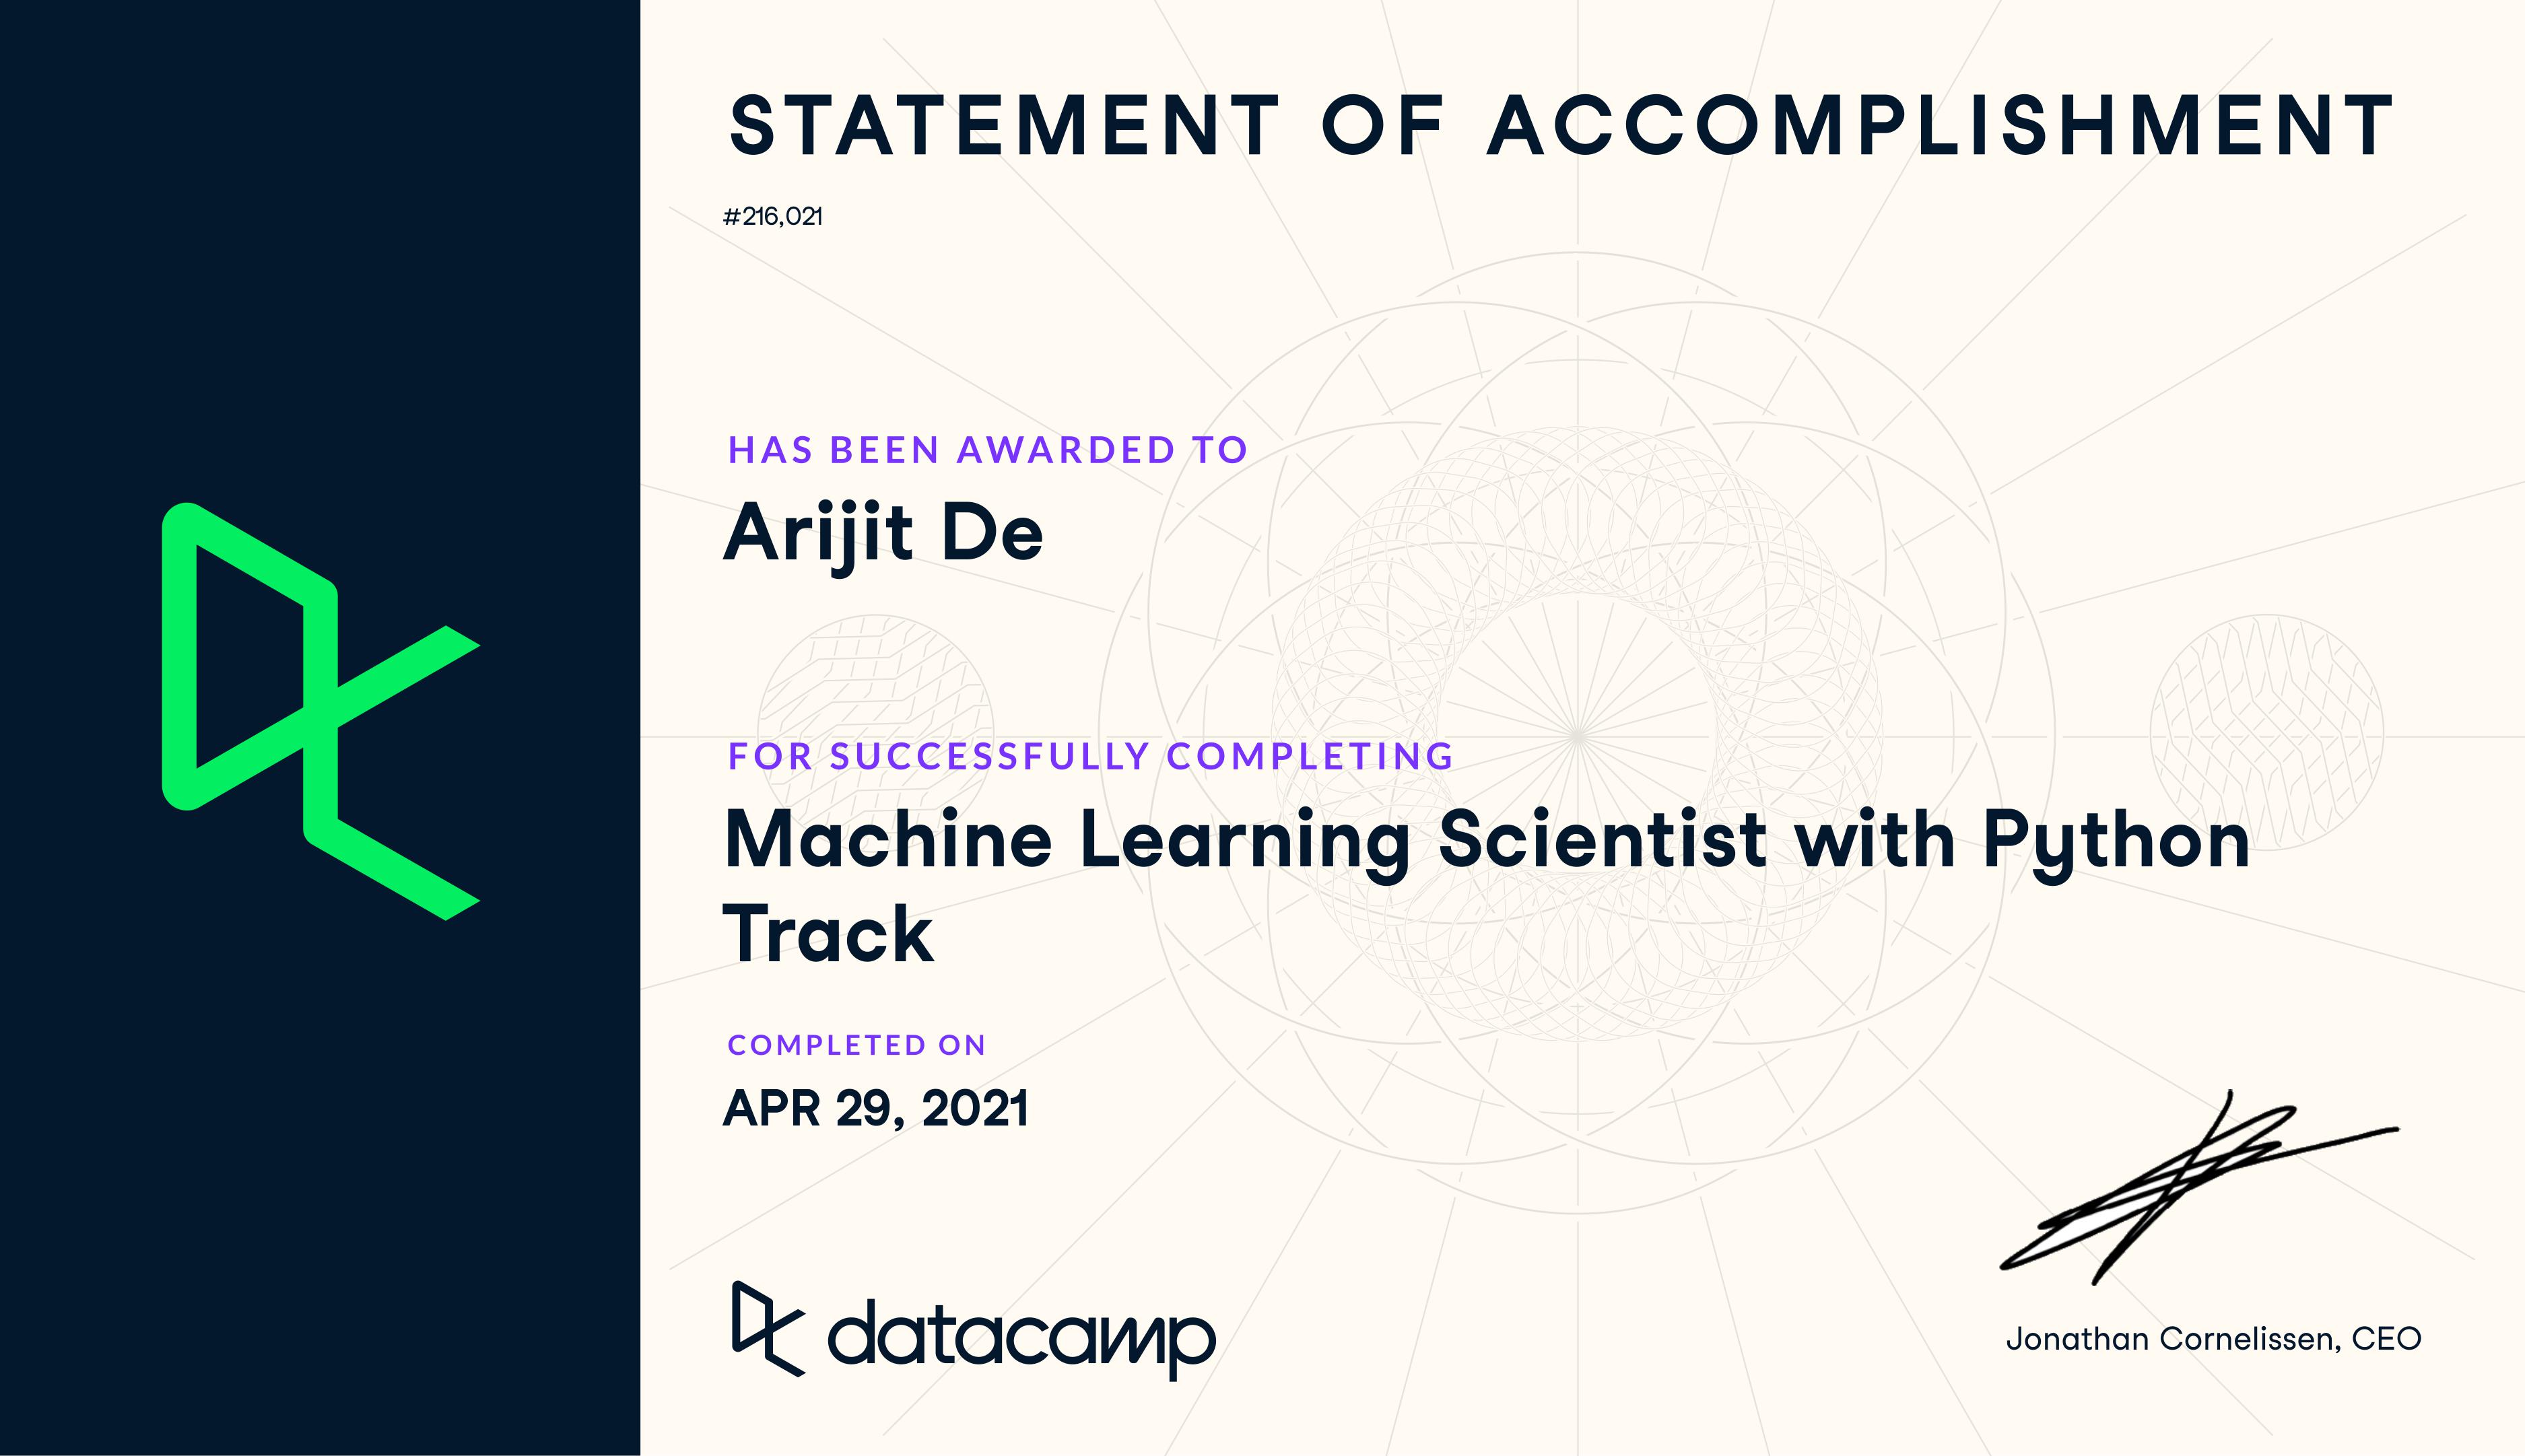 STATEMENT OF ACCOMPLISHMENT
#216,021
HAS BEEN AWARDED TO
Arijit De
FOR SUCCESSFULLY COMPLETING
Machine Learning Scientist with Python
Track
COMPLETED ON
APR 29, 2021
datacamp
Jonathan Cornelissen, CEO